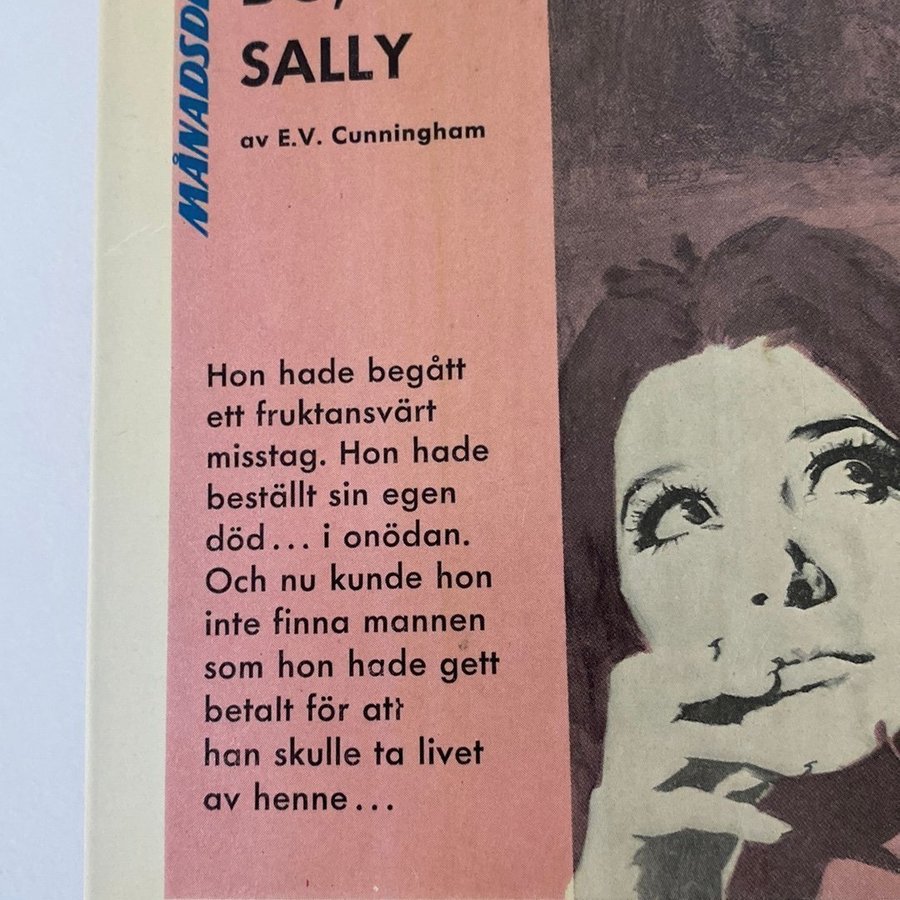 SALLY
av E.V. Cunningham
Hon hade begått
ett fruktansvärt
misstag. Hon hade
beställt sin egen
död... i onödan.
Och nu kunde hon
inte finna mannen
som hon hade gett
betalt för att
han skulle ta livet
av henne...